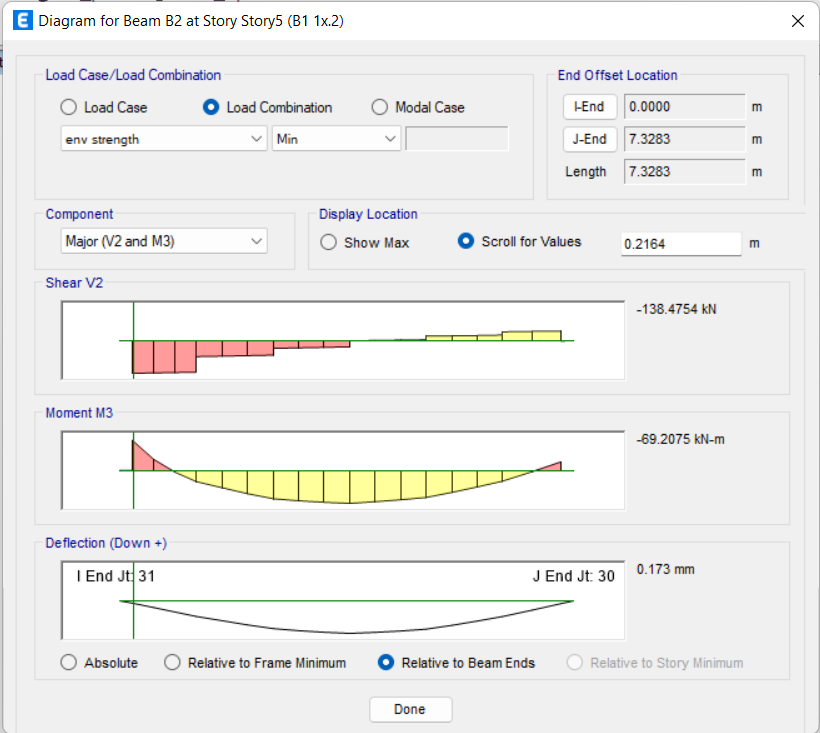 E Diagram for Beam B2 at Story Story5 (B1 1x.2)
Load Case/Load Combination
Load Case Load Combination Modal Case
env strength Min
End Offset Location
I-End 0.0000 m
J-End 7.3283 m
Length 7.3283 m
Component
Major (V2 and M3)
Display Location
Show Max Scroll for Values 0.2164 m
Shear V2
-138.4754 kN
Moment M3
-69.2075 kN-m
Deflection (Down +)
I End Jt: 31 J End Jt: 30 0.173 mm
Absolute Relative to Frame Minimum Relative to Beam Ends Relative to Story Minimum
Done